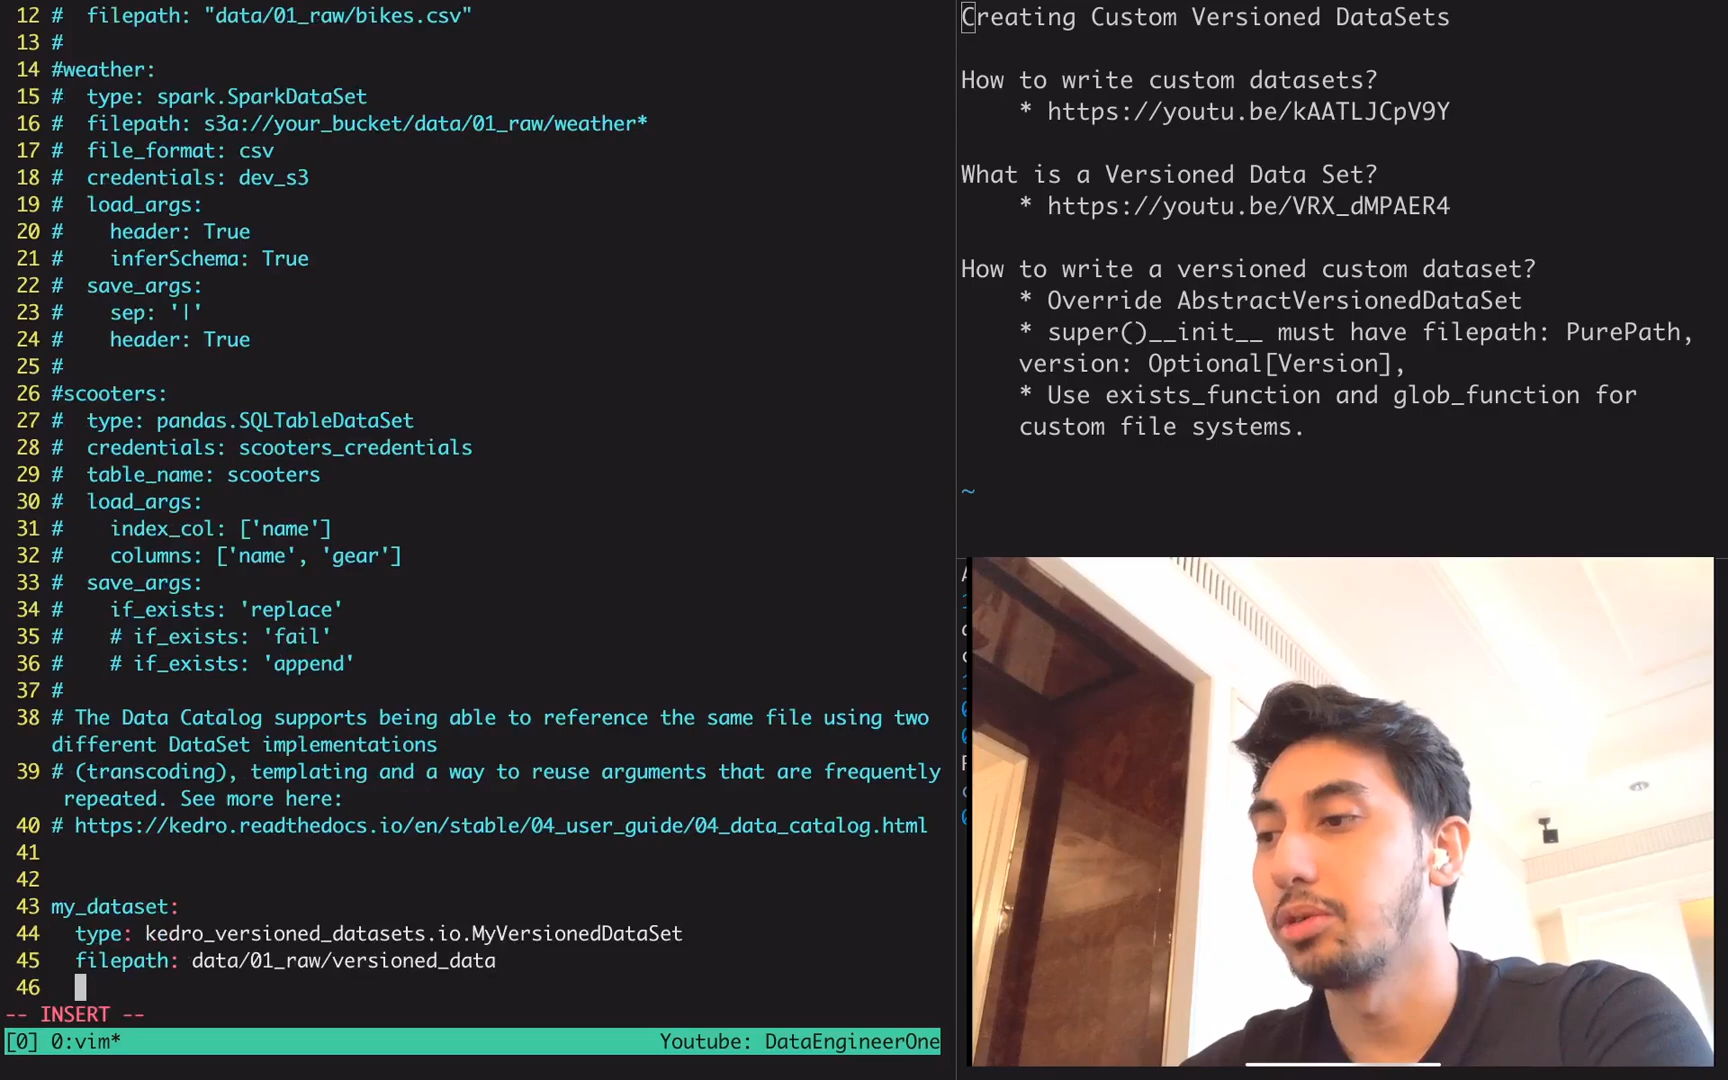 12 #  filepath: "data/01_raw/bikes.csv"
13 #
14 #weather:
15 #  type: spark.SparkDataSet
16 #  filepath: s3a://your_bucket/data/01_raw/weather*
17 #  file_format: csv
18 #  credentials: dev_s3
19 #  load_args:
20 #    header: True
21 #    inferSchema: True
22 #  save_args:
23 #    sep: '|'
24 #    header: True
25 #
26 #scooters:
27 #  type: pandas.SQLTableDataSet
28 #  credentials: scooters_credentials
29 #  table_name: scooters
30 #  load_args:
31 #    index_col: ['name']
32 #    columns: ['name', 'gear']
33 #  save_args:
34 #    if_exists: 'replace'
35 #    # if_exists: 'fail'
36 #    # if_exists: 'append'
37 #
38 # The Data Catalog supports being able to reference the same file using two
different DataSet implementations
39 # (transcoding), templating and a way to reuse arguments that are frequently
repeated. See more here:
40 # https://kedro.readthedocs.io/en/stable/04_user_guide/04_data_catalog.html
41
42
43 my_dataset:
44   type: kedro_versioned_datasets.io.MyVersionedDataSet
45   filepath: data/01_raw/versioned_data
46
-- INSERT --
[0] 0:vim*
Youtube: DataEngineerOne
Creating Custom Versioned DataSets
How to write custom datasets?
* https://youtu.be/kAATLJCpV9Y
What is a Versioned Data Set?
* https://youtu.be/VRX_dMPAER4
How to write a versioned custom dataset?
* Override AbstractVersionedDataSet
* super()__init__ must have filepath: PurePath,
version: Optional[Version],
* Use exists_function and glob_function for
custom file systems.
~